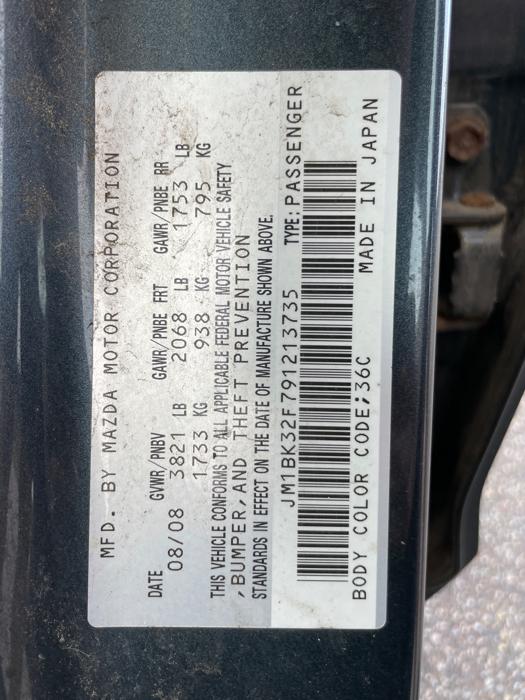 MFD. BY MAZDA MOTOR CORPORATION
DATE GVWR/PNBV GAWR/PNBE FRT GAWR/PNBE RR
08/08 3821 LB 2068 LB 1753 LB
1733 KG 938 KG 795 KG
THIS VEHICLE CONFORMS TO ALL APPLICABLE FEDERAL MOTOR VEHICLE SAFETY
,BUMPER,AND THEFT PREVENTION
STANDARDS IN EFFECT ON THE DATE OF MANUFACTURE SHOWN ABOVE.
JM1BK32F791213735 TYPE:PASSENGER
BODY COLOR CODE;36C MADE IN JAPAN